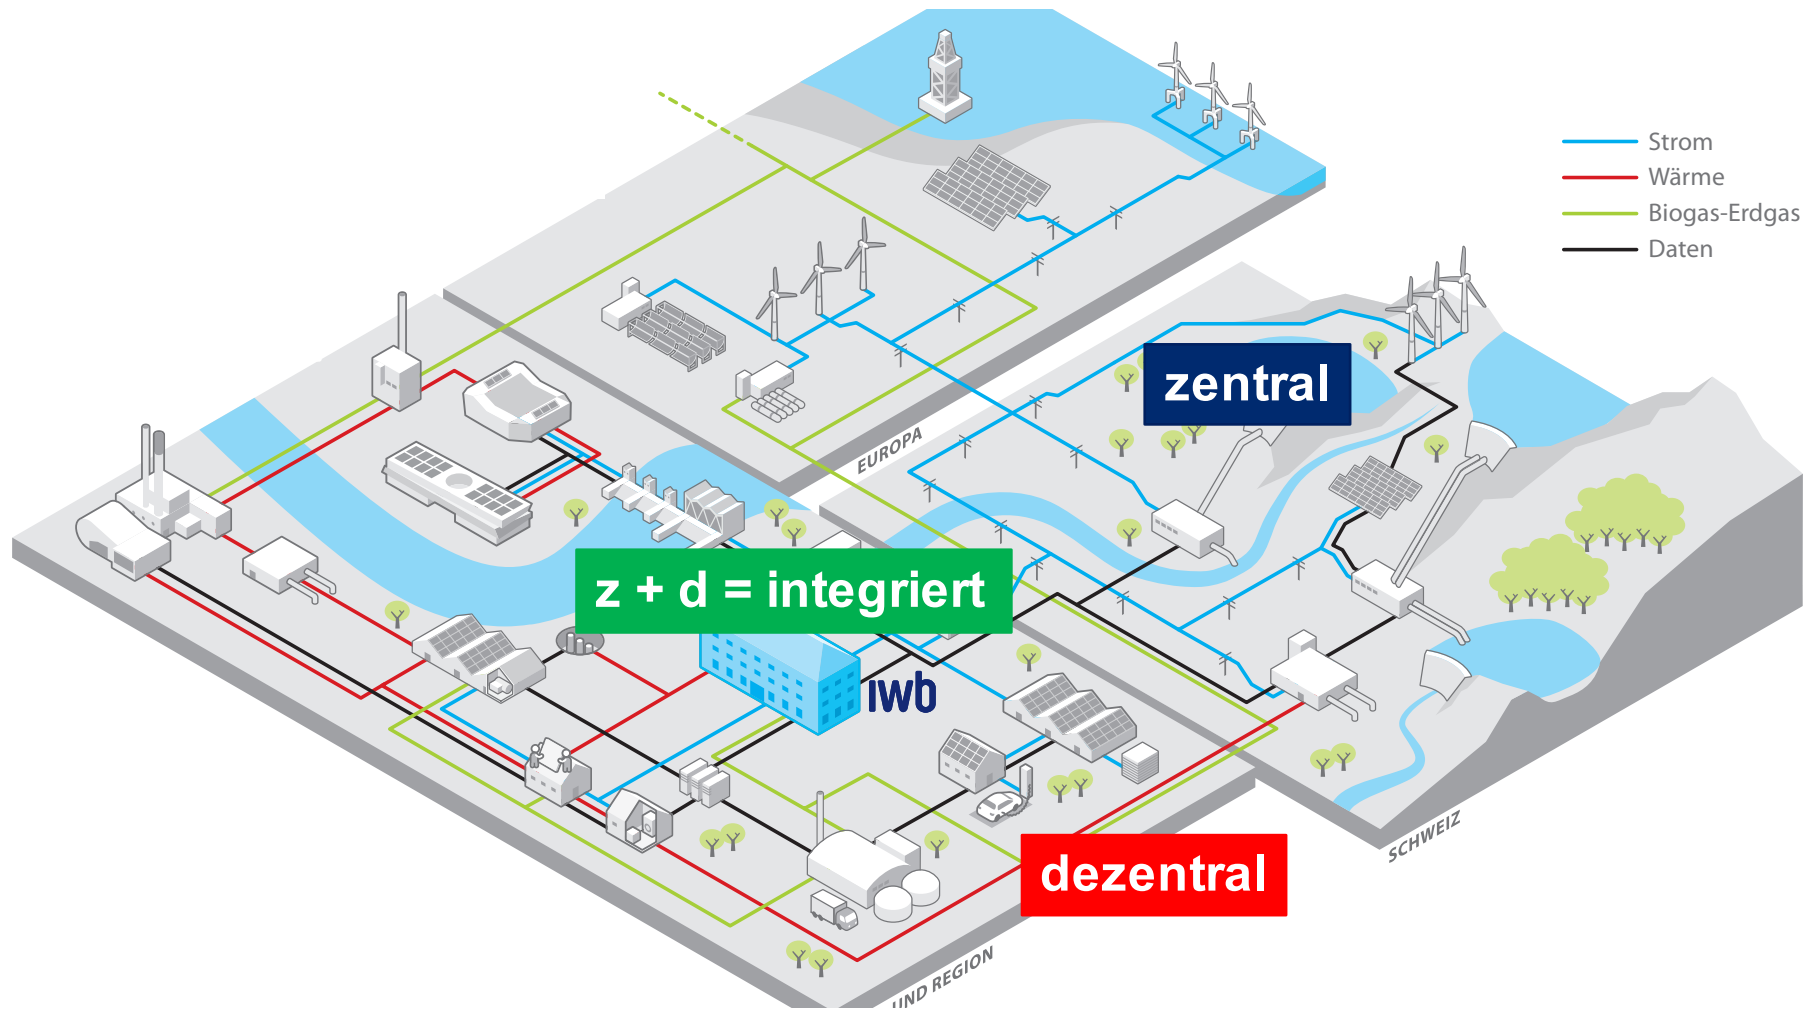 Strom
Wärme
Biogas-Erdgas
Daten
zentral
EUROPA
z + d = integriert
iwb
SCHWEIZ
dezentral
UND REGION